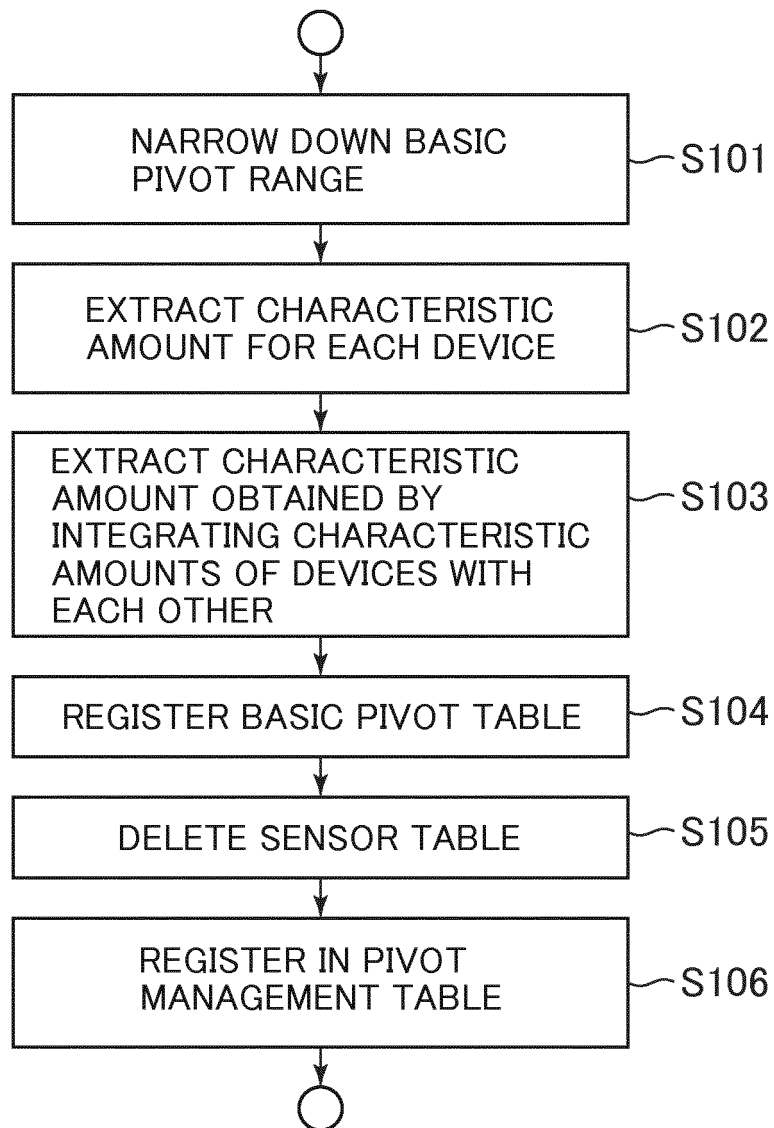 NARROW DOWN BASIC
PIVOT RANGE
S101
EXTRACT CHARACTERISTIC
AMOUNT FOR EACH DEVICE
S102
EXTRACT CHARACTERISTIC
AMOUNT OBTAINED BY
INTEGRATING CHARACTERISTIC
AMOUNTS OF DEVICES WITH
EACH OTHER
S103
REGISTER BASIC PIVOT TABLE
S104
DELETE SENSOR TABLE
S105
REGISTER IN PIVOT
MANAGEMENT TABLE
S106